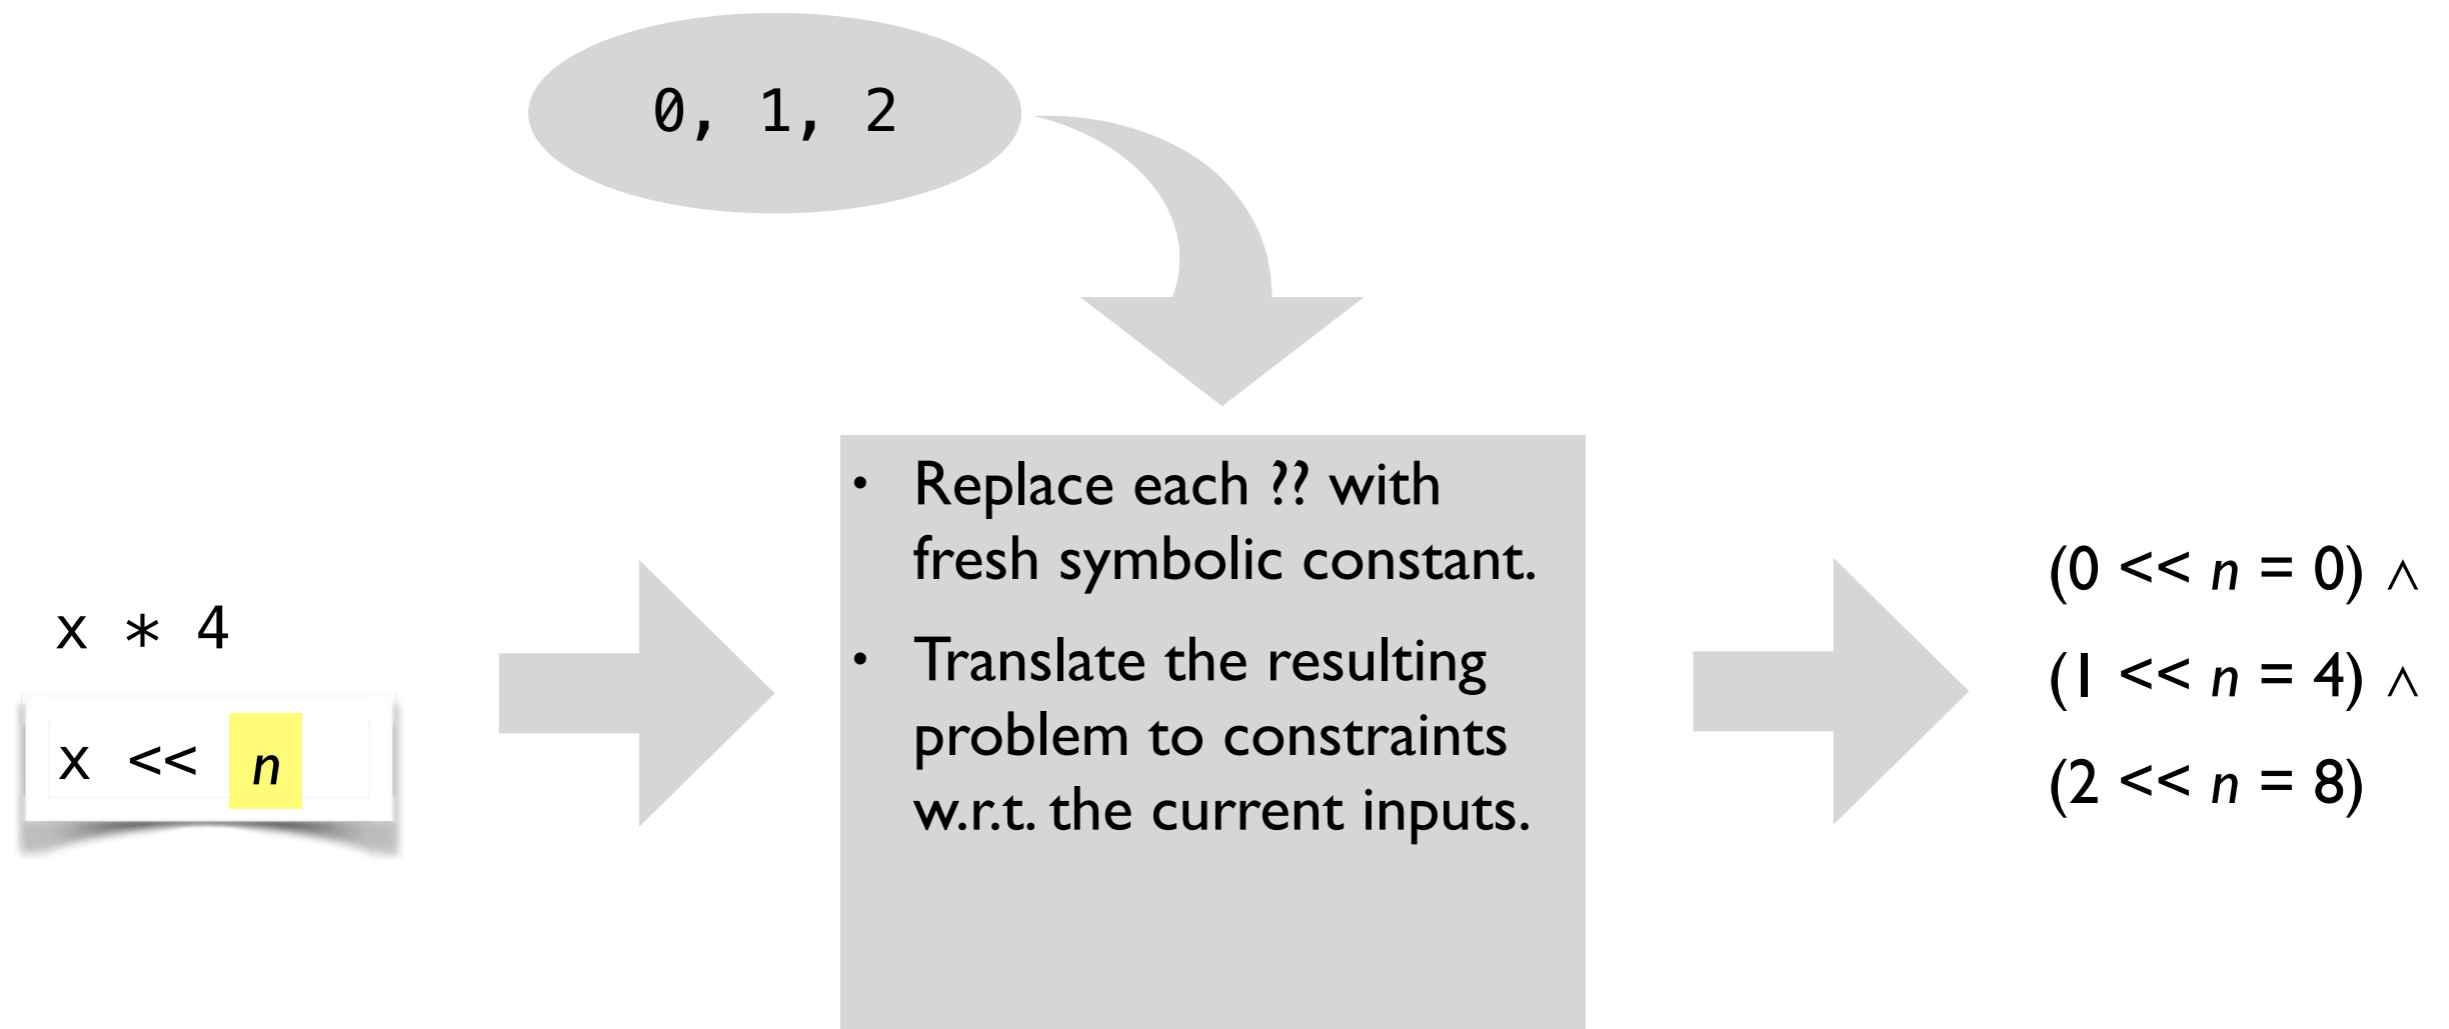 0, 1, 2
x * 4
x << n
• Replace each ?? with
fresh symbolic constant.
• Translate the resulting
problem to constraints
w.r.t. the current inputs.
(0 << n = 0) ∧
(1 << n = 4) ∧
(2 << n = 8)